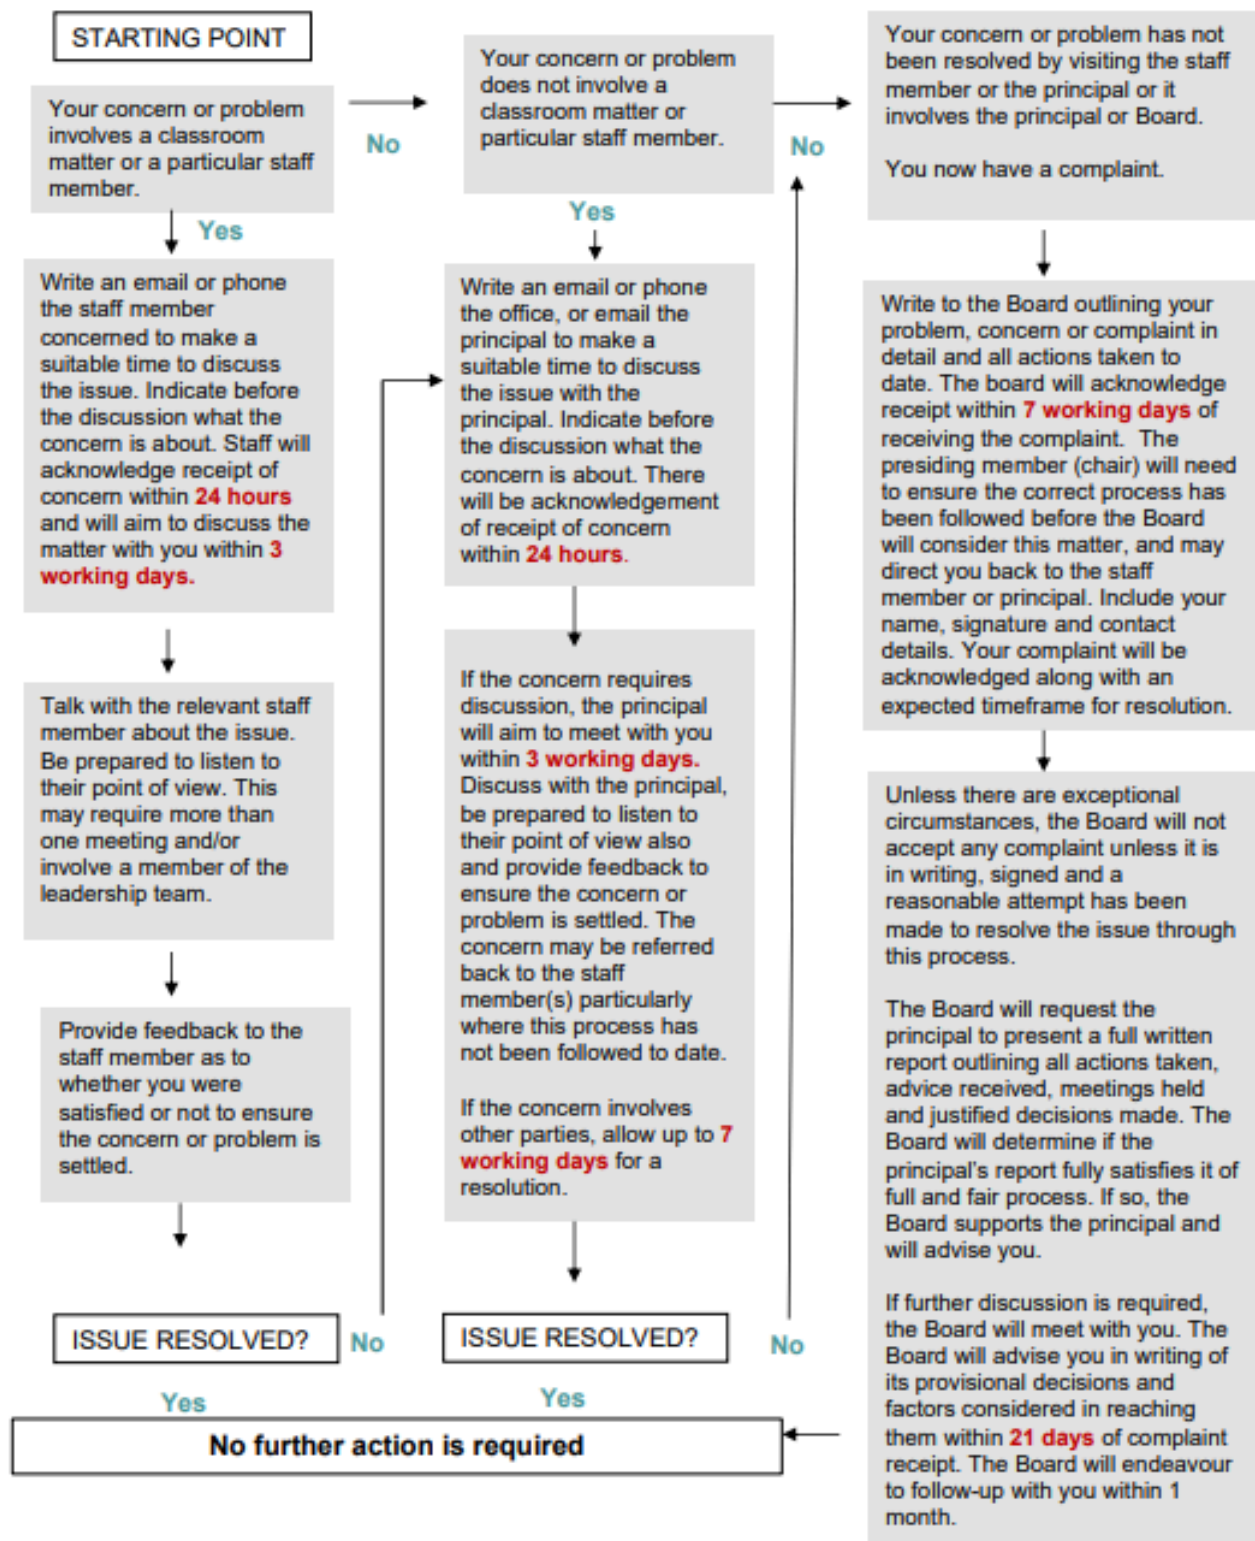 STARTING POINT
Your concern or problem
involves a classroom
matter or a particular staff
member.
No
Yes
Write an email or phone
the staff member
concerned to make a
suitable time to discuss
the issue. Indicate before
the discussion what the
concern is about. Staff will
acknowledge receipt of
concern within 24 hours
and will aim to discuss the
matter with you within 3
working days.
Talk with the relevant staff
member about the issue.
Be prepared to listen to
their point of view. This
may require more than
one meeting and/or
involve a member of the
leadership team.
Provide feedback to the
staff member as to
whether you were
satisfied or not to ensure
the concern or problem is
settled.
ISSUE RESOLVED?
No
Yes
Your concern or problem
does not involve a
classroom matter or
particular staff member.
No
Yes
Write an email or phone
the office, or email the
principal to make a
suitable time to discuss
the issue with the
principal. Indicate before
the discussion what the
concern is about. There
will be acknowledgement
of receipt of concern
within 24 hours.
If the concern requires
discussion, the principal
will aim to meet with you
within 3 working days.
Discuss with the principal,
be prepared to listen to
their point of view also
and provide feedback to
ensure the concern or
problem is settled. The
concern may be referred
back to the staff
member(s) particularly
where this process has
not been followed to date.
If the concern involves
other parties, allow up to 7
working days for a
resolution.
ISSUE RESOLVED?
No
Yes
Your concern or problem has not
been resolved by visiting the staff
member or the principal or it
involves the principal or Board.
You now have a complaint.
Write to the Board outlining your
problem, concern or complaint in
detail and all actions taken to
date. The board will acknowledge
receipt within 7 working days of
receiving the complaint. The
presiding member (chair) will need
to ensure the correct process has
been followed before the Board
will consider this matter, and may
direct you back to the staff
member or principal. Include your
name, signature and contact
details. Your complaint will be
acknowledged along with an
expected timeframe for resolution.
Unless there are exceptional
circumstances, the Board will not
accept any complaint unless it is
in writing, signed and a
reasonable attempt has been
made to resolve the issue through
this process.
The Board will request the
principal to present a full written
report outlining all actions taken,
advice received, meetings held
and justified decisions made. The
Board will determine if the
principal's report fully satisfies it of
full and fair process. If so, the
Board supports the principal and
will advise you.
If further discussion is required,
the Board will meet with you. The
Board will advise you in writing of
its provisional decisions and
factors considered in reaching
them within 21 days of complaint
receipt. The Board will endeavour
to follow-up with you within 1
month.
No further action is required